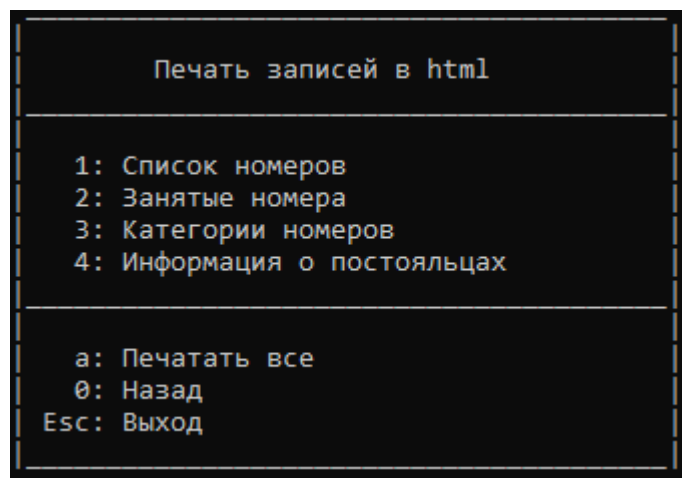 Печать записей в html
1: Список номеров
2: Занятые номера
3: Категории номеров
4: Информация о постояльцах
a: Печатать все
0: Назад
Esc: Выход